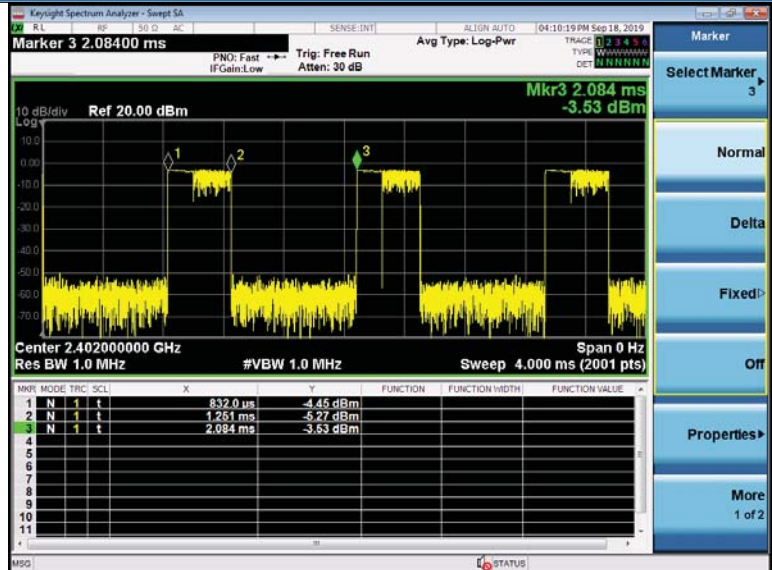 Keysight Spectrum Analyzer - Swept SA
RL RF 50 Ω AC SENSE:INT ALIGN AUTO 04:10:19 PM Sep 18, 2019
Marker 3 2.08400 ms
PNO: Fast Trig: Free Run
IFGain:Low Atten: 30 dB
Avg Type: Log-Pwr
TRACE 1 2 3 4 5 6
TYPE W
DET N N N N N N
Mkr3 2.084 ms
-3.53 dBm
10 dB/div Ref 20.00 dBm
Log
10.0
0.00
-10.0
-20.0
-30.0
-40.0
-50.0
-60.0
-70.0
1
2
3
Center 2.402000000 GHz Span 0 Hz
Res BW 1.0 MHz #VBW 1.0 MHz Sweep 4.000 ms (2001 pts)
MKR MODE TRC SCL X Y FUNCTION FUNCTION WIDTH FUNCTION VALUE
1 N 1 t 832.0 µs -4.45 dBm
2 N 1 t 1.251 ms -5.27 dBm
3 N 1 t 2.084 ms -3.53 dBm
4
5
6
7
8
9
10
11
MSG STATUS
Marker
Select Marker
3
Normal
Delta
Fixed
Off
Properties
More
1 of 2